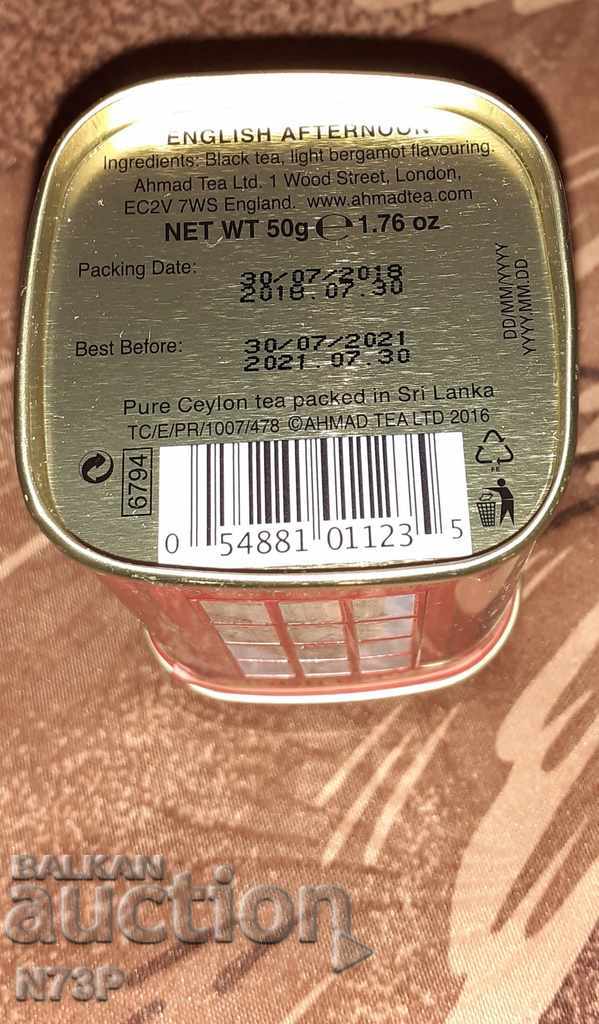 ENGLISH AFTERNOON
Ingredients: Black tea, light bergamot flavouring.
Ahmad Tea Ltd. 1 Wood Street, London,
EC2V 7WS England. www.ahmadtea.com
NET WT 50g ℮ 1.76 oz
Packing Date: 30/07/2018
2018.07.30
DD/MM/YYYY
YYYY.MM.DD
Best Before: 30/07/2021
2021.07.30
Pure Ceylon tea packed in Sri Lanka
TC/E/PR/1007/478 ©AHMAD TEA LTD 2016
6794
FE
0 54881 01123 5
BALKAN
auction
N73P